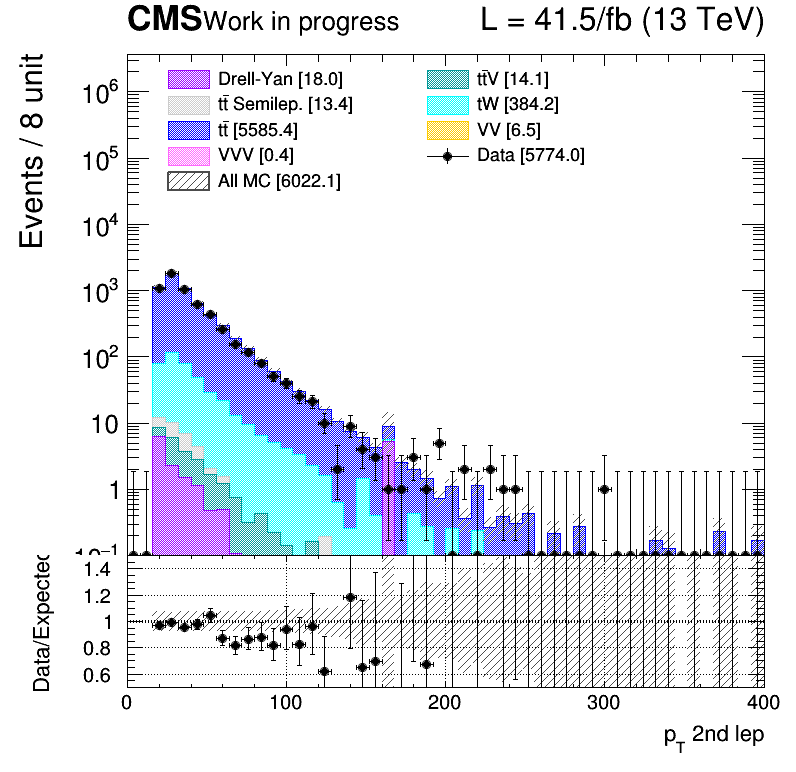 CMS Work in progress L = 41.5/fb (13 TeV)
Events / 8 unit
Drell-Yan [18.0] tt̄V [14.1]
tt̄ Semilep. [13.4] tW [384.2]
tt̄ [5585.4] VV [6.5]
VVV [0.4] Data [5774.0]
All MC [6022.1]
10⁶
10⁵
10⁴
10³
10²
10
1
10⁻¹
Data/Expected
1.4
1.2
1
0.8
0.6
0 100 200 300 400
p_T 2nd lep